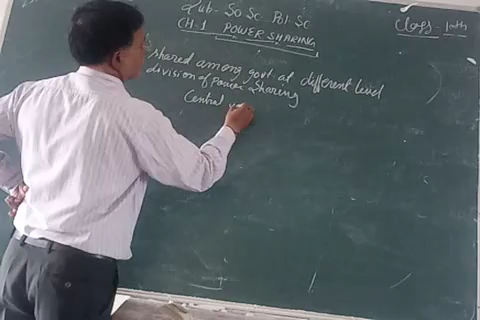 Sub- So Sc. Pol. Sc
Class - 10th
CH-1 POWER SHARING
shared among govt. at different level
division of Power Sharing
Central